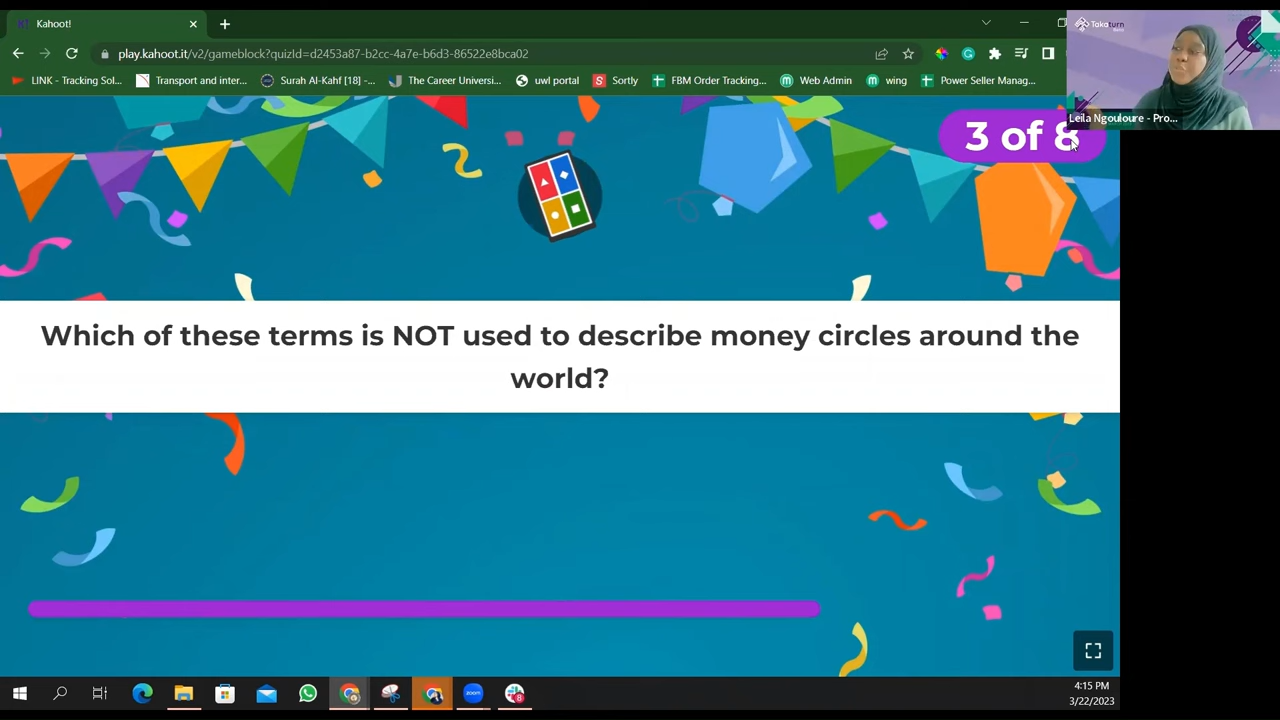 Kahoot!
play.kahoot.it/v2/gameblock?quizId=d2453a87-b2cc-4a7e-b6d3-86522e8bca02
LINK - Tracking Sol...
Transport and inter...
Surah Al-Kahf [18] -...
The Career Universi...
uwl portal
Sortly
FBM Order Tracking...
Web Admin
wing
Power Seller Manag...
Takaturn
Leila Ngouloure - Pro...
3 of 8
Which of these terms is NOT used to describe money circles around the
world?
zoom
8
4:15 PM
3/22/2023